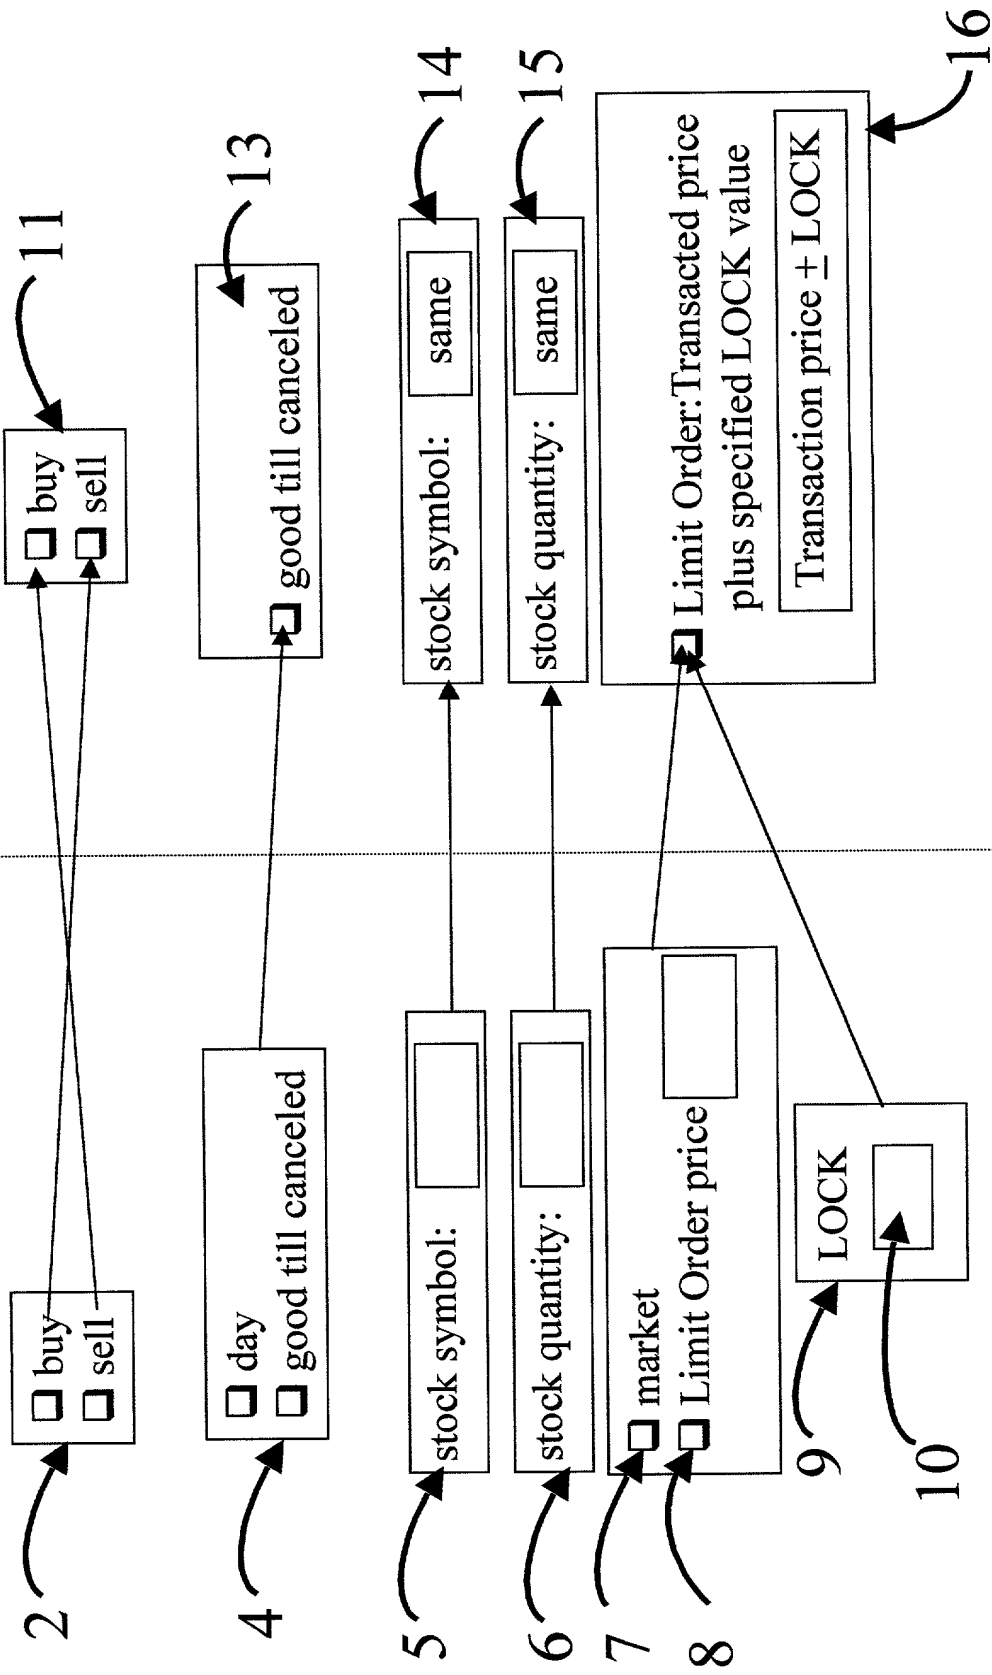 2
buy
sell
11
buy
sell
4
day
good till canceled
13
good till canceled
5
stock symbol:
14
stock symbol: same
6
stock quantity:
15
stock quantity: same
7
market
8
Limit Order price
9
LOCK
10
16
Limit Order:Transacted price
plus specified LOCK value
Transaction price ± LOCK